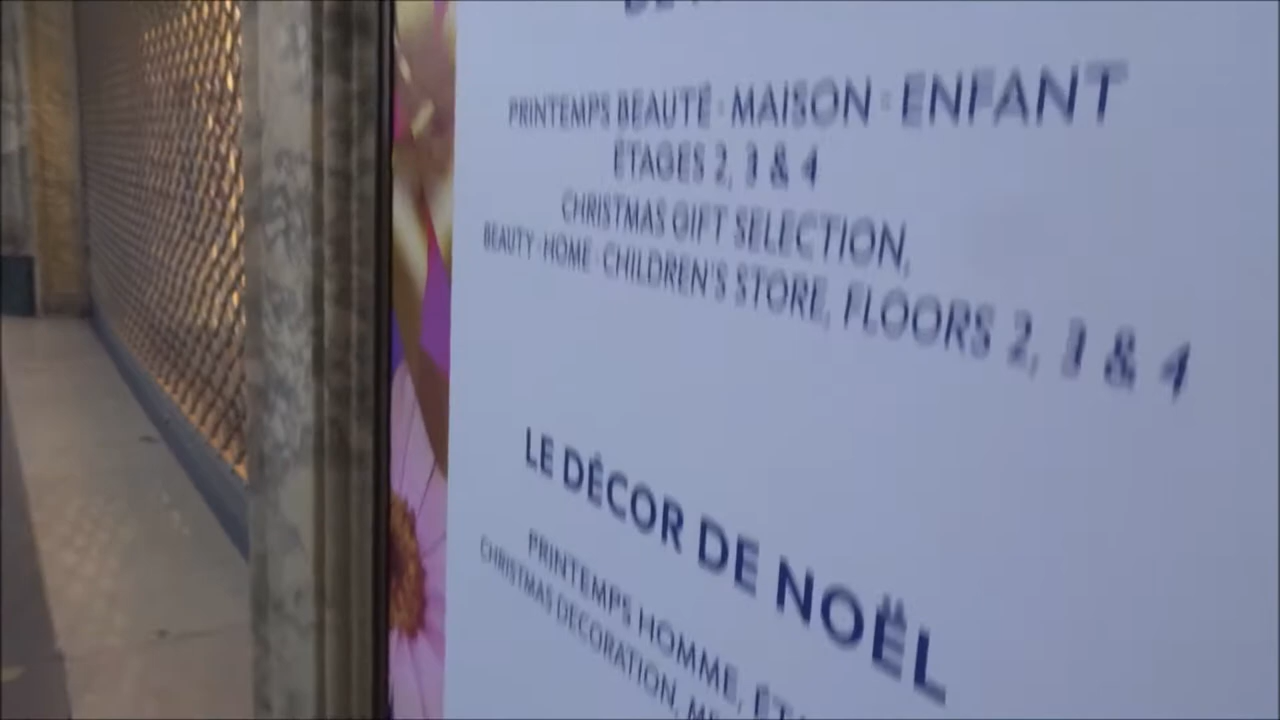 PRINTEMPS BEAUTÉ · MAISON · ENFANT
ÉTAGES 2, 3 & 4
CHRISTMAS GIFT SELECTION,
BEAUTY · HOME · CHILDREN'S STORE, FLOORS 2, 3 & 4
LE DÉCOR DE NOËL
PRINTEMPS HOMME,
CHRISTMAS DECORATION,